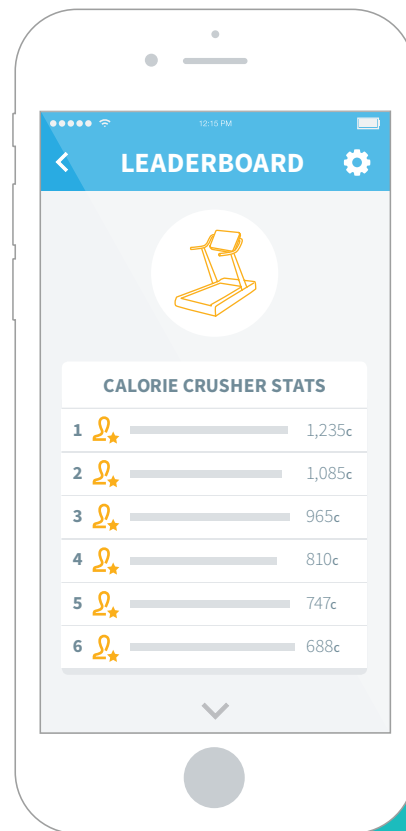 12:15 PM
LEADERBOARD
CALORIE CRUSHER STATS
1 1,235c
2 1,085c
3 965c
4 810c
5 747c
6 688c